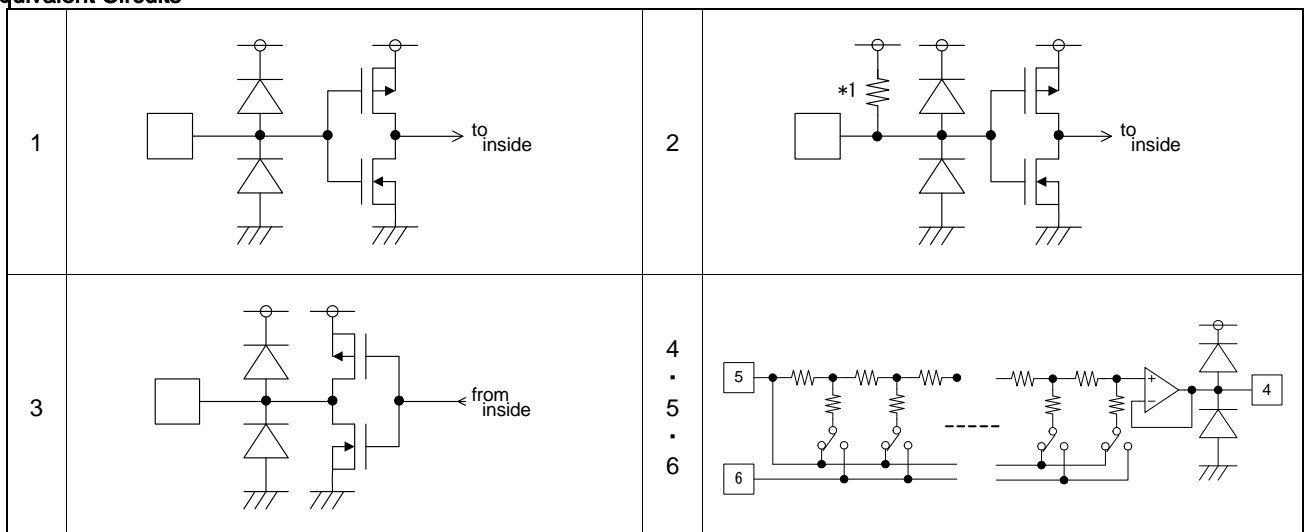 quivalent Circuits
1
to
inside
2
*1
to
inside
3
from
inside
4
·
5
·
6
5
6
+
−
4